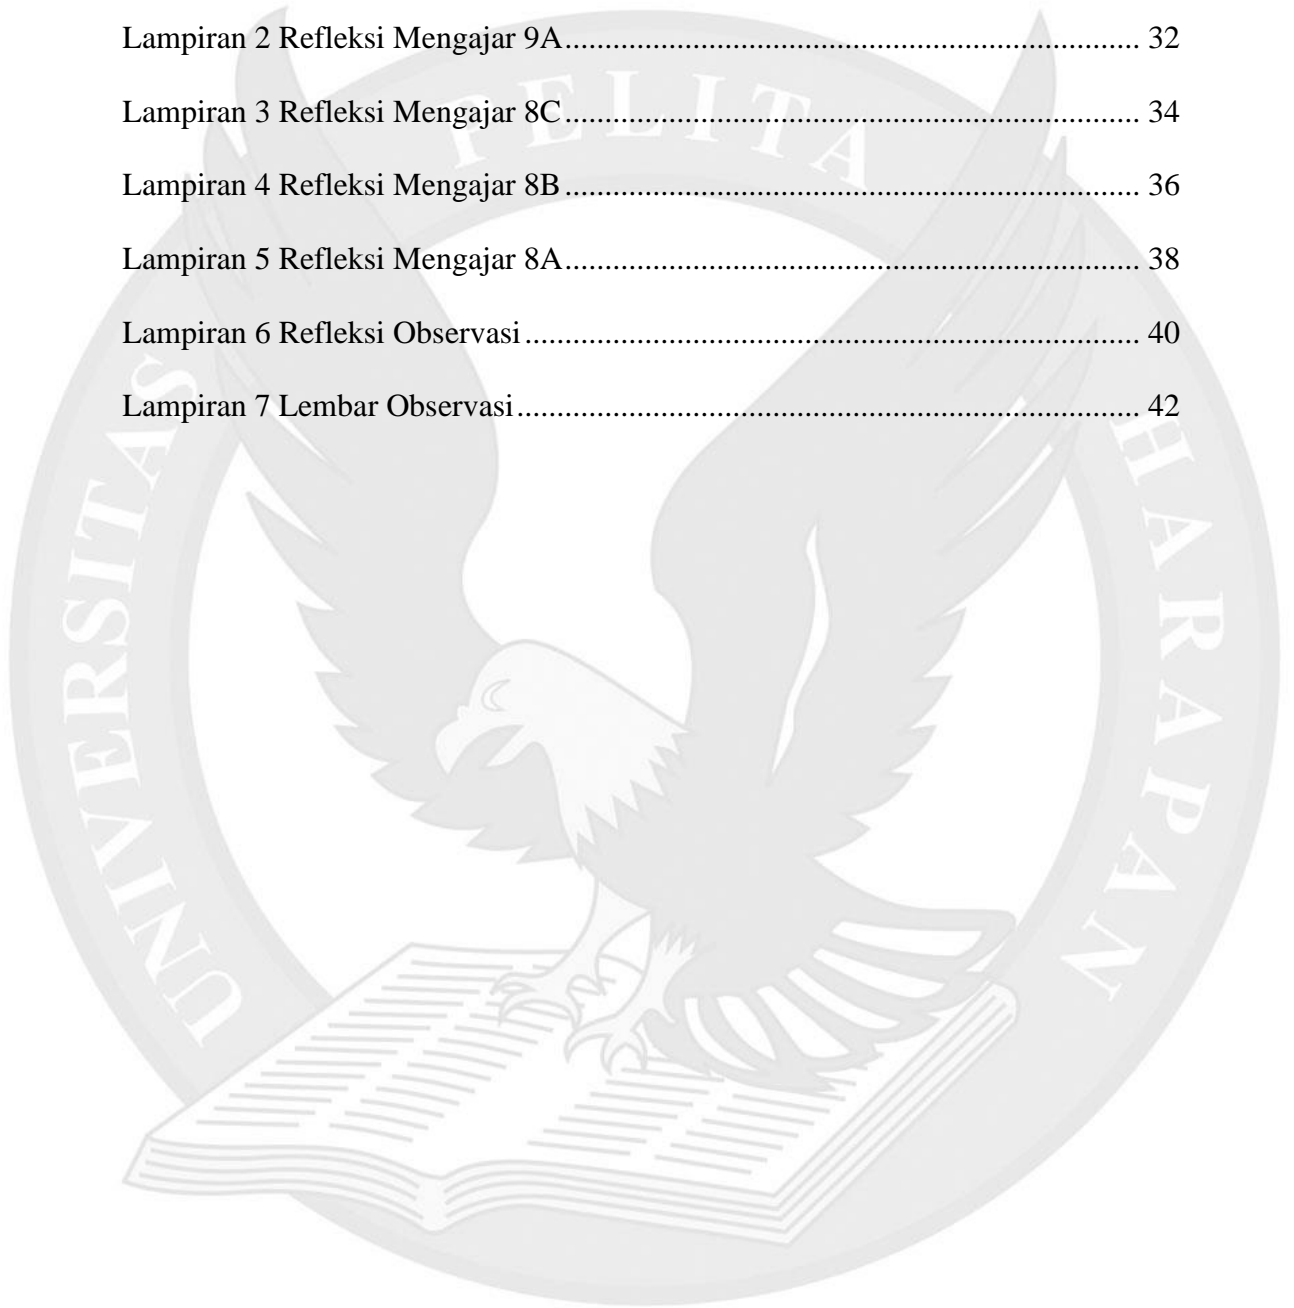 Lampiran 2 Refleksi Mengajar 9A....................................................................... 32
Lampiran 3 Refleksi Mengajar 8C....................................................................... 34
Lampiran 4 Refleksi Mengajar 8B....................................................................... 36
Lampiran 5 Refleksi Mengajar 8A....................................................................... 38
Lampiran 6 Refleksi Observasi............................................................................ 40
Lampiran 7 Lembar Observasi............................................................................. 42
UNIVERSITAS PELITA HARAPAN